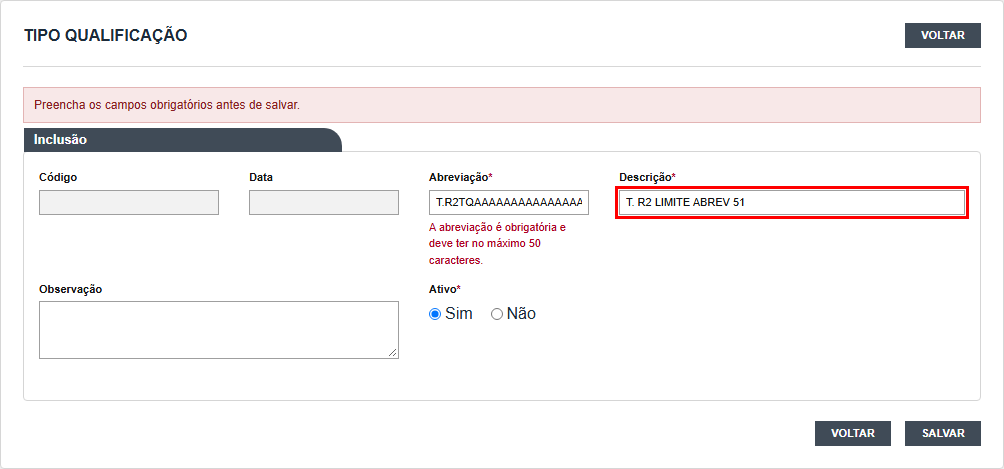 TIPO QUALIFICAÇÃO
VOLTAR
Preencha os campos obrigatórios antes de salvar.
Inclusão
Código
Data
Abreviação*
Descrição*
T.R2TQAAAAAAAAAAAAAAA
T. R2 LIMITE ABREV 51
A abreviação é obrigatória e
deve ter no máximo 50
caracteres.
Observação
Ativo*
Sim
Não
VOLTAR
SALVAR